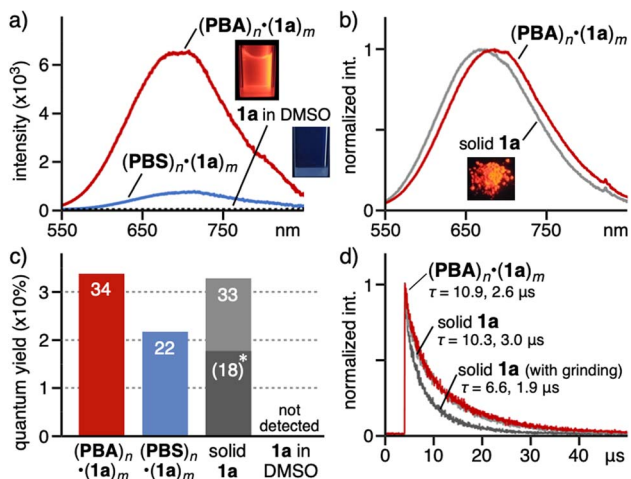 a)
(PBA)n•(1a)m
6
4
2
0
intensity (x10³)
1a in DMSO
(PBS)n•(1a)m
550
650
750
nm
b)
(PBA)n•(1a)m
1
0
normalized int.
solid 1a
550
650
750
nm
c)
3
2
1
0
quantum yield (x10%)
34
22
33
(18)*
not
detected
(PBA)n
•(1a)m
(PBS)n
•(1a)m
solid
1a
1a in
DMSO
d)
(PBA)n•(1a)m
τ = 10.9, 2.6 μs
1
0
normalized int.
solid 1a
τ = 10.3, 3.0 μs
solid 1a (with grinding)
τ = 6.6, 1.9 μs
0
10
20
30
40
μs